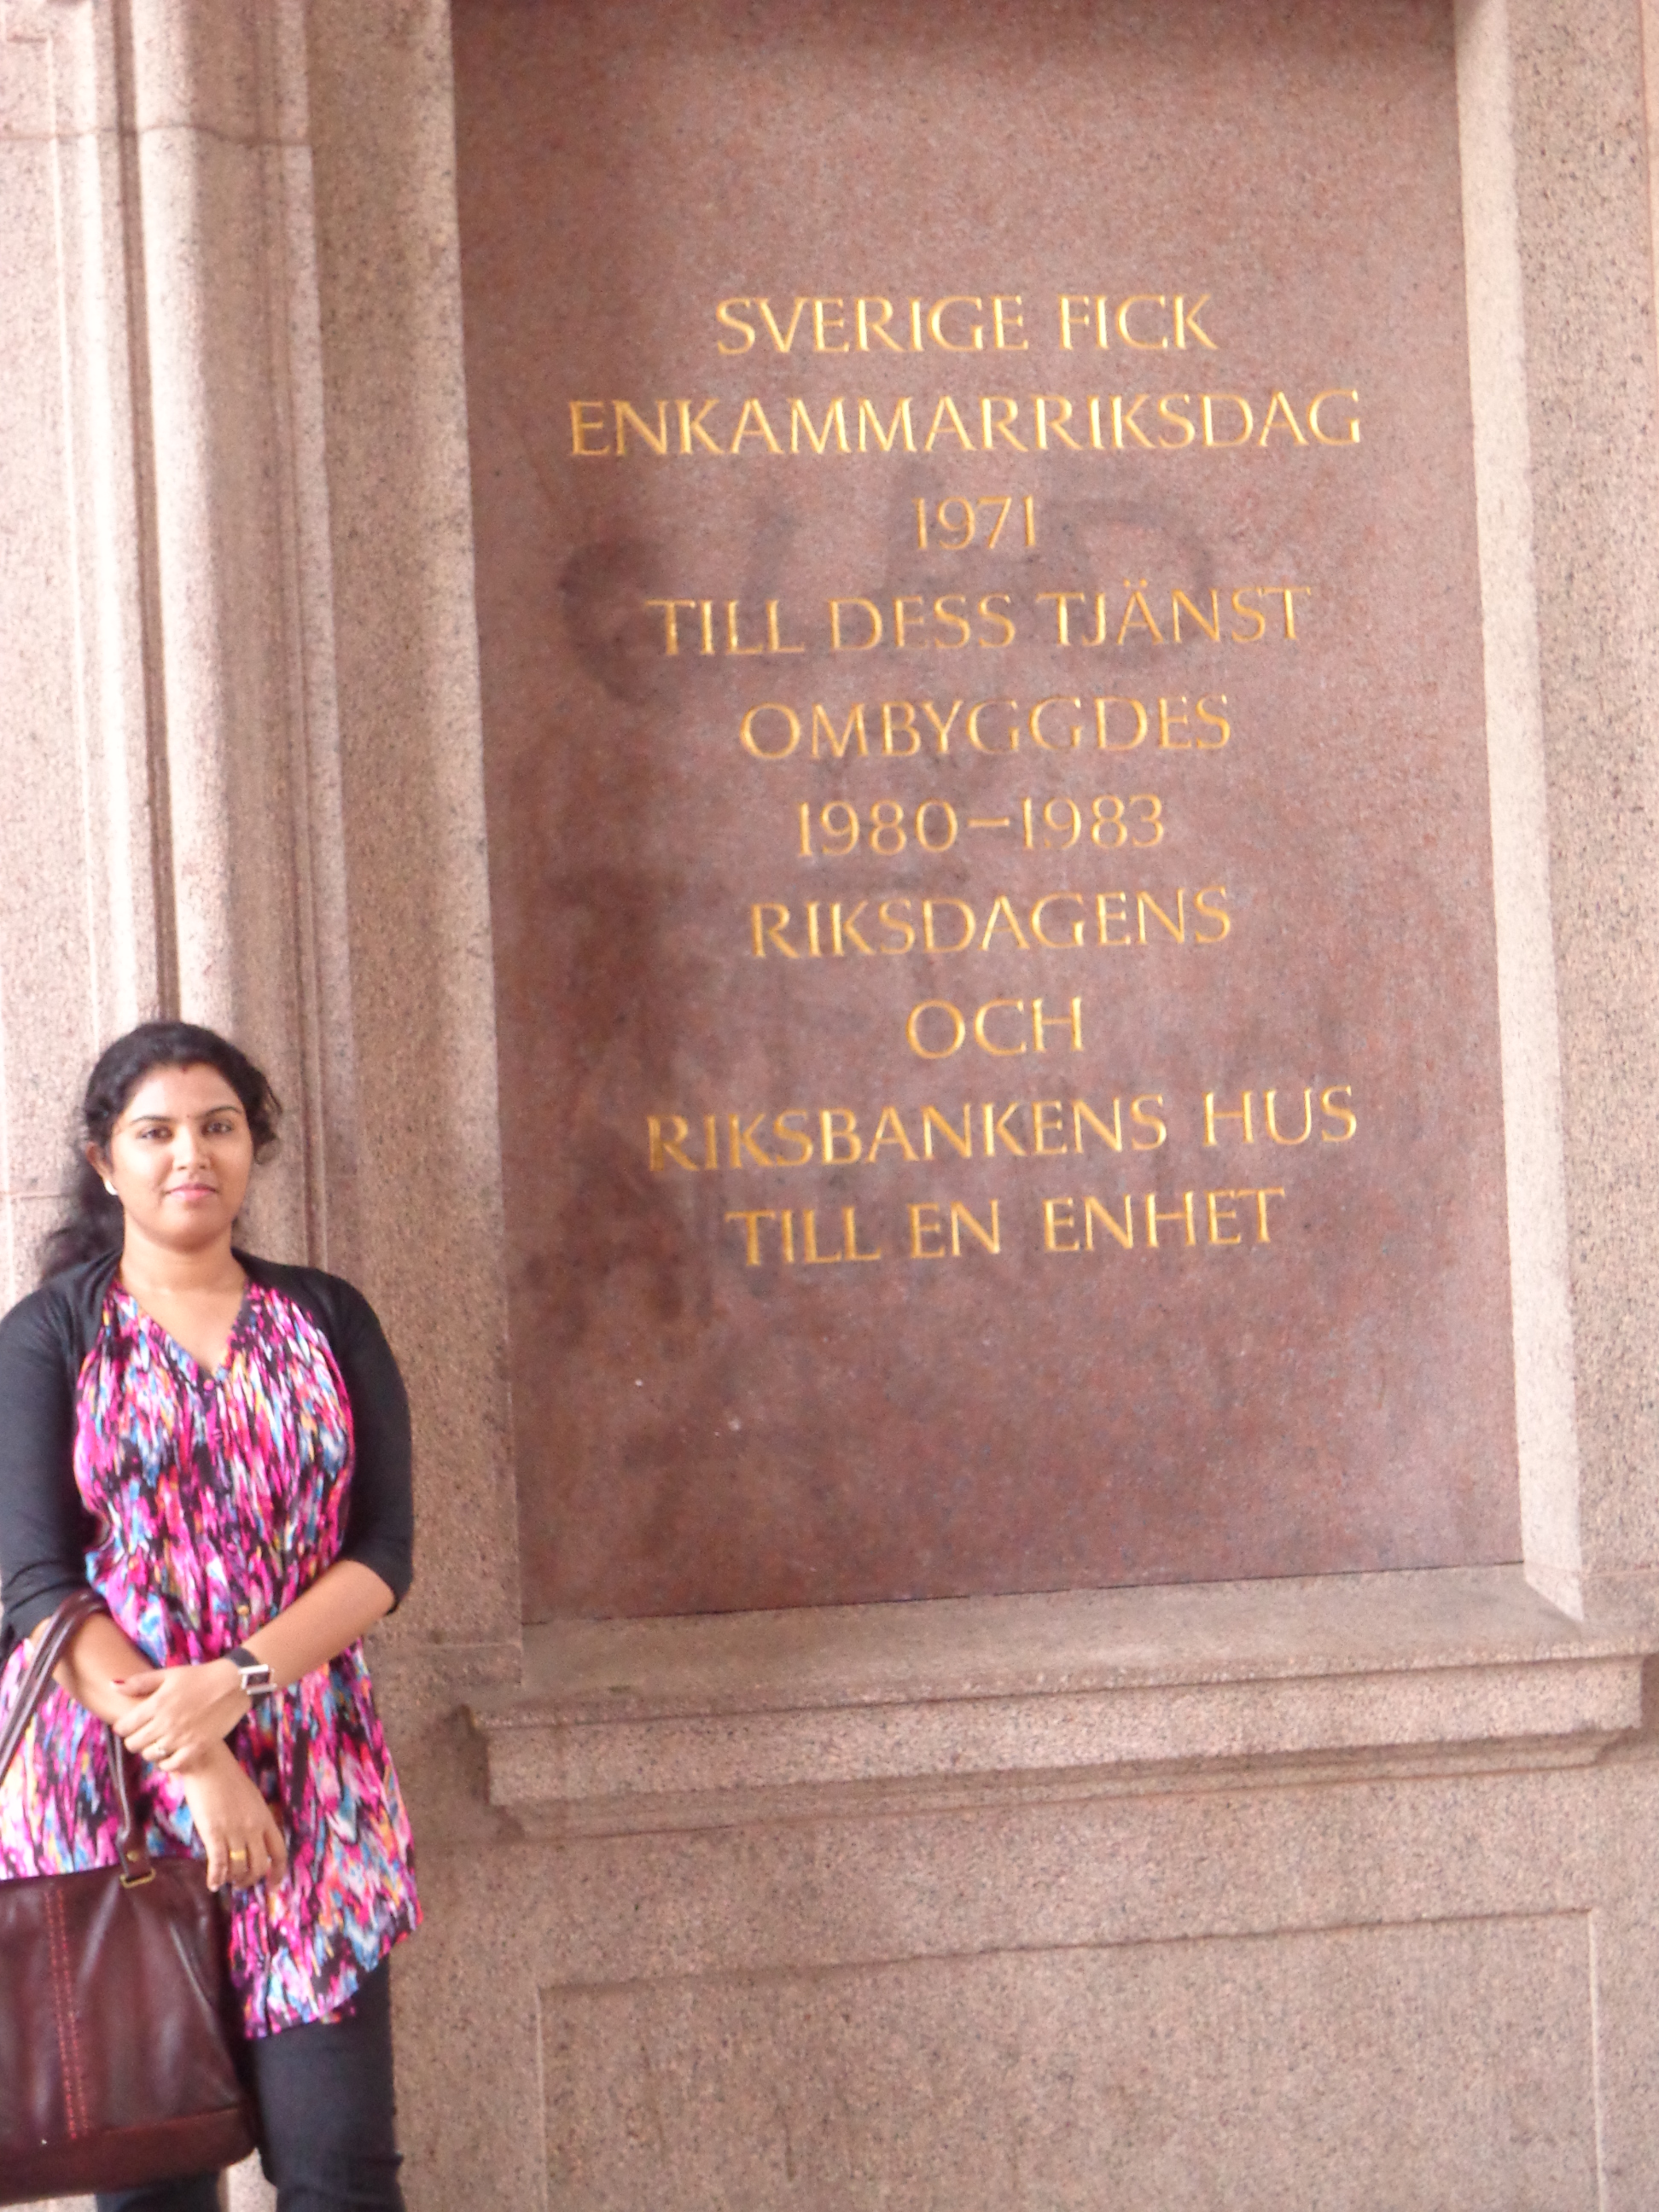 SVERIGE FICK
ENKAMMARRIKSDAG
1971
TILL DESS TJÄNST
OMBYGGDES
1980–1983
RIKSDAGENS
OCH
RIKSBANKENS HUS
TILL EN ENHET